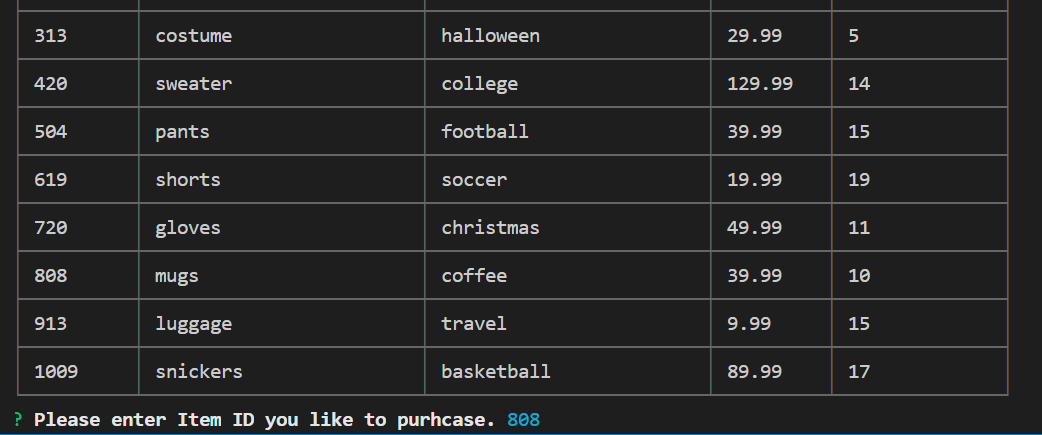 313 costume halloween 29.99 5
420 sweater college 129.99 14
504 pants football 39.99 15
619 shorts soccer 19.99 19
720 gloves christmas 49.99 11
808 mugs coffee 39.99 10
913 luggage travel 9.99 15
1009 snickers basketball 89.99 17
? Please enter Item ID you like to purhcase. 808